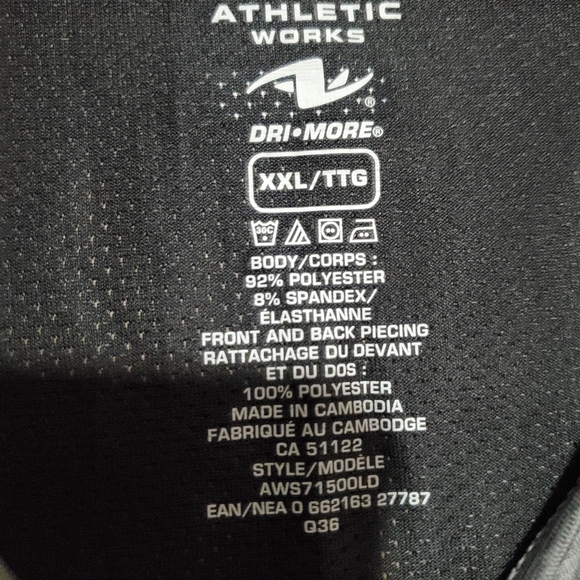 ATHLETIC
WORKS
®
DRI•MORE®
XXL/TTG
30C
BODY/CORPS :
92% POLYESTER
8% SPANDEX/
ÉLASTHANNE
FRONT AND BACK PIECING
RATTACHAGE DU DEVANT
ET DU DOS :
100% POLYESTER
MADE IN CAMBODIA
FABRIQUÉ AU CAMBODGE
CA 51122
STYLE/MODÈLE
AWS71500LD
EAN/NEA 0 662163 27787
Q36